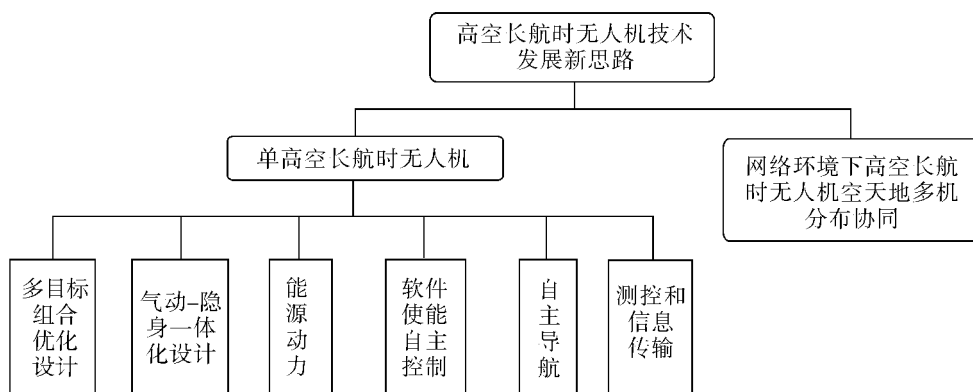 高空长航时无人机技术
发展新思路
单高空长航时无人机
网络环境下高空长航
时无人机空天地多机
分布协同
多目标
组合
优化
设计
气动-隐
身一体
化设计
能
源
动
力
软件
使能
自主
控制
自
主
导
航
测控和
信息
传输